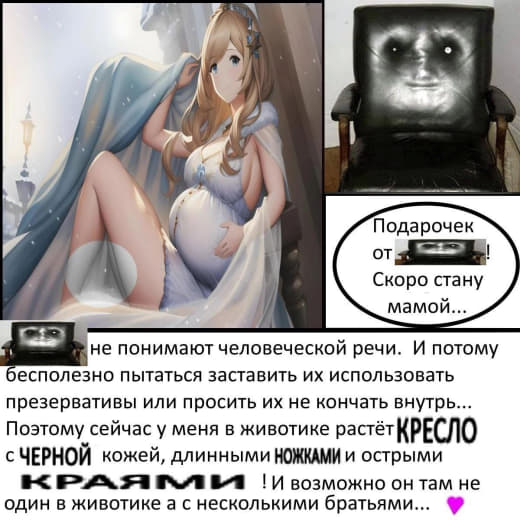 Подарочек
от !
Скоро стану
мамой...
не понимают человеческой речи. И потому
бесполезно пытаться заставить их использовать
презервативы или просить их не кончать внутрь...
Поэтому сейчас у меня в животике растёт КРЕСЛО
с ЧЕРНОЙ кожей, длинными НОЖКАМИ и острыми
КРАЯМИ ! И возможно он там не
один в животике а с несколькими братьями...